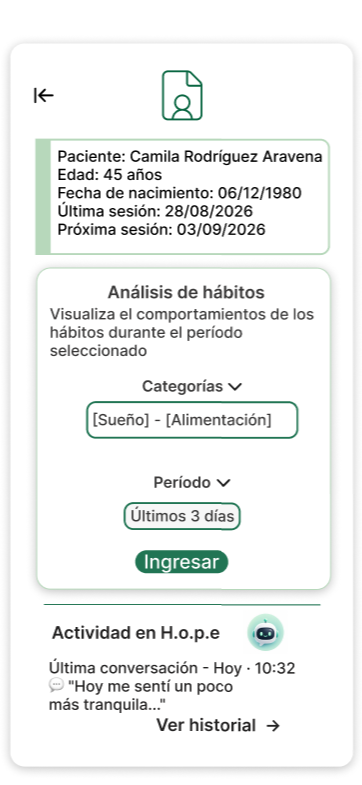 Paciente: Camila Rodríguez Aravena
Edad: 45 años
Fecha de nacimiento: 06/12/1980
Última sesión: 28/08/2026
Próxima sesión: 03/09/2026
Análisis de hábitos
Visualiza el comportamientos de los
hábitos durante el período
seleccionado
Categorías
[Sueño] - [Alimentación]
Período
Últimos 3 días
Ingresar
Actividad en H.o.p.e
Última conversación - Hoy · 10:32
💬 "Hoy me sentí un poco
más tranquila..."
Ver historial →